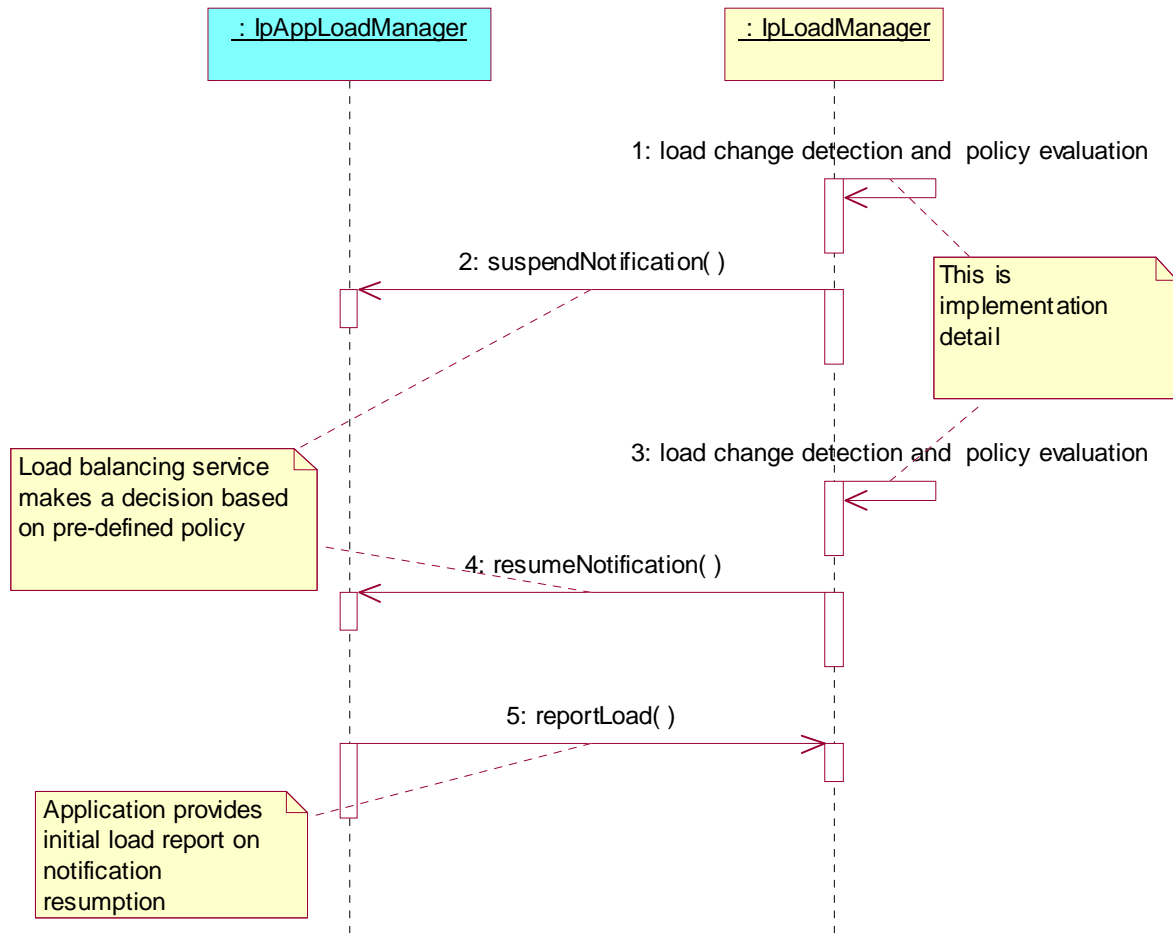 : IpAppLoadManager
: IpLoadManager
1: load change detection and policy evaluation
2: suspendNotification( )
This is
implementation
detail
Load balancing service
makes a decision based
on pre-defined policy
3: load change detection and policy evaluation
4: resumeNotification( )
5: reportLoad( )
Application provides
initial load report on
notification
resumption